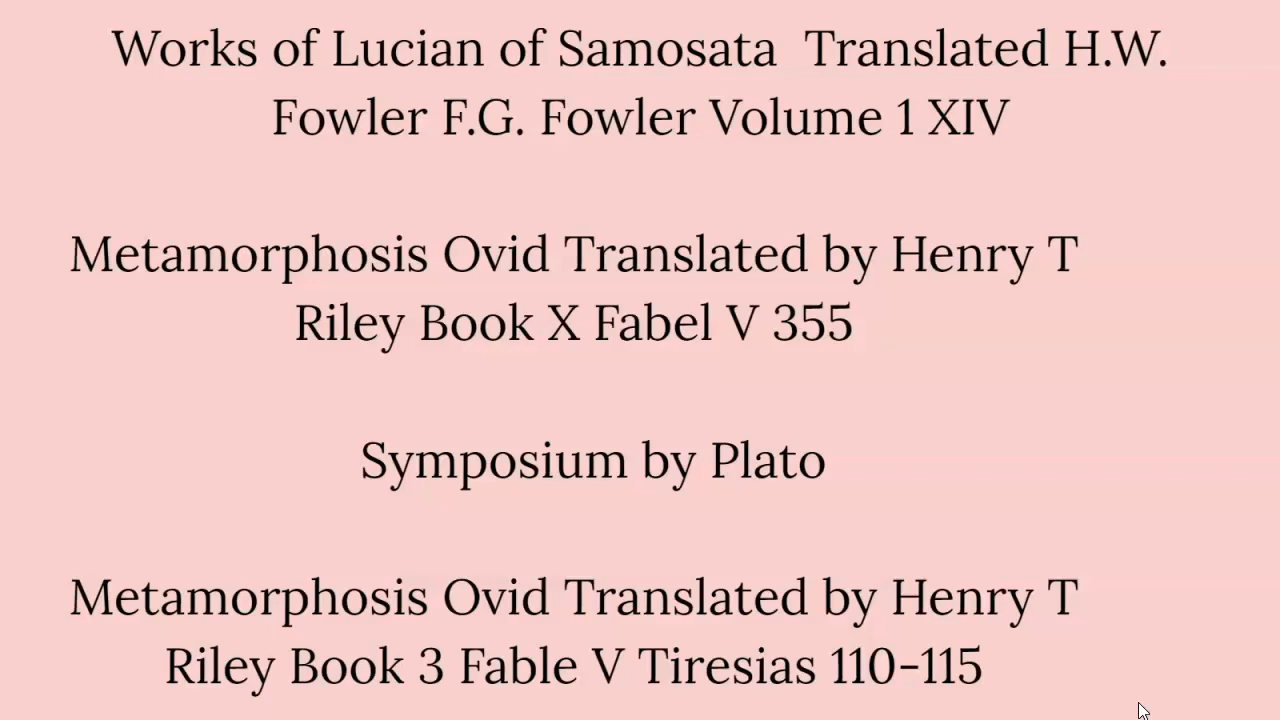 Works of Lucian of Samosata  Translated H.W.
Fowler F.G. Fowler Volume 1 XIV
Metamorphosis Ovid Translated by Henry T
Riley Book X Fabel V 355
Symposium by Plato
Metamorphosis Ovid Translated by Henry T
Riley Book 3 Fable V Tiresias 110-115